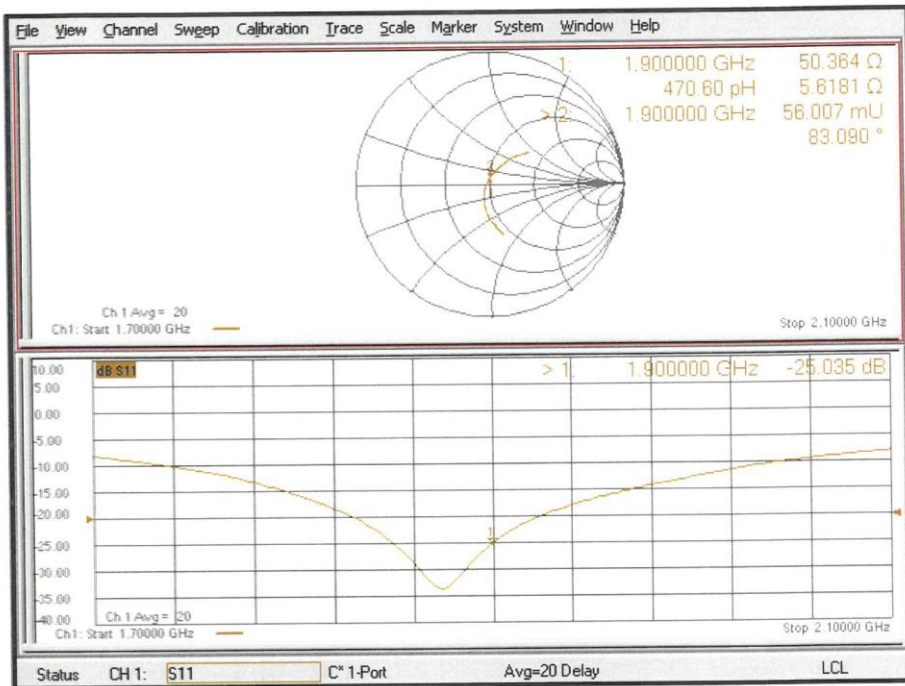 File View Channel Sweep Calibration Trace Scale Marker System Window Help
1: 1.900000 GHz 50.364 Ω
470.60 pH 5.6181 Ω
> 2: 1.900000 GHz 56.007 mU
83.090 °
1
Ch 1 Avg = 20
Ch1: Start 1.70000 GHz
Stop 2.10000 GHz
10.00
dB S11
> 1: 1.900000 GHz -25.035 dB
5.00
0.00
-5.00
-10.00
-15.00
-20.00
-25.00
1
-30.00
-35.00
-40.00
Ch 1 Avg = 20
Ch1: Start 1.70000 GHz
Stop 2.10000 GHz
Status CH 1: S11 C* 1-Port Avg=20 Delay LCL